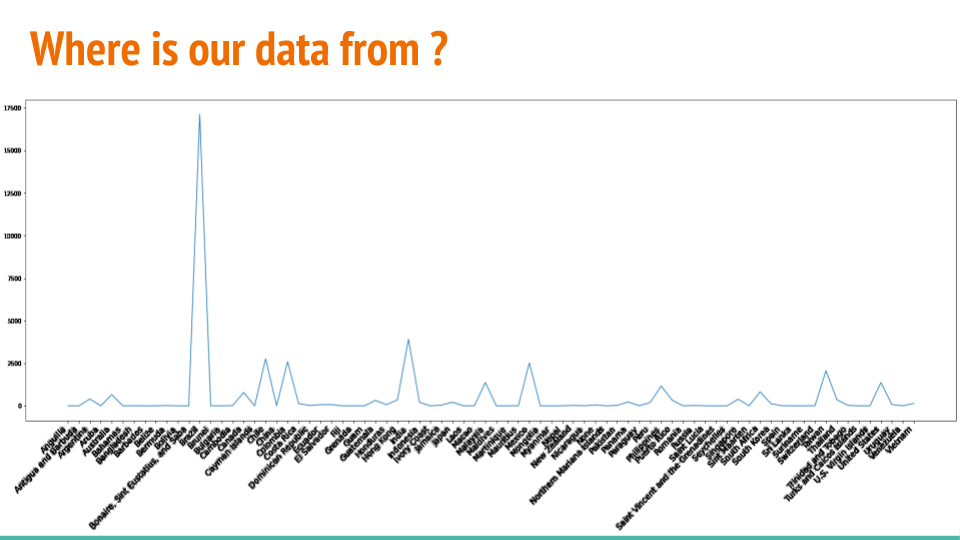 Where is our data from ?
17500
15000
12500
10000
7500
5000
2500
0
Anguilla
Antigua and Barbuda
Argentina
Aruba
Australia
Bahamas
Bangladesh
Barbados
Belize
Bermuda
Bolivia
Bonaire, Sint Eustatius, and Saba
Brazil
Brunei
Cambodia
Canada
Cayman Islands
Chile
China
Colombia
Costa Rica
Dominican Republic
Ecuador
El Salvador
Fiji
Grenada
Guam
Guatemala
Honduras
Hong Kong
India
Indonesia
Ivory Coast
Jamaica
Japan
Laos
Macao
Malaysia
Maldives
Mauritius
Mexico
Mongolia
Myanmar
New Zealand
Nicaragua
Northern Mariana Islands
Pakistan
Panama
Paraguay
Peru
Philippines
Puerto Rico
Romania
Russia
Saint Lucia
Saint Vincent and the Grenadines
Seychelles
Singapore
Sint Maarten
South Africa
South Korea
Spain
Sri Lanka
Suriname
Switzerland
Taiwan
Thailand
Trinidad and Tobago
Turks and Caicos Islands
U.S. Virgin Islands
United States
Uruguay
Vietnam